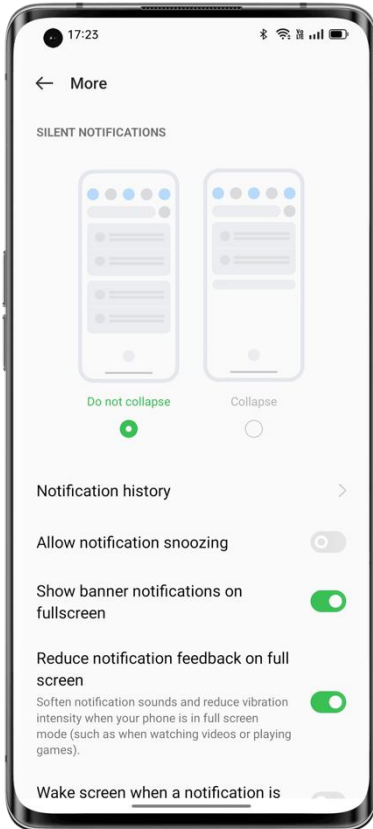 17:23
More
SILENT NOTIFICATIONS
Do not collapse
Collapse
Notification history
Allow notification snoozing
Show banner notifications on
fullscreen
Reduce notification feedback on full
screen
Soften notification sounds and reduce vibration
intensity when your phone is in full screen
mode (such as when watching videos or playing
games).
Wake screen when a notification is